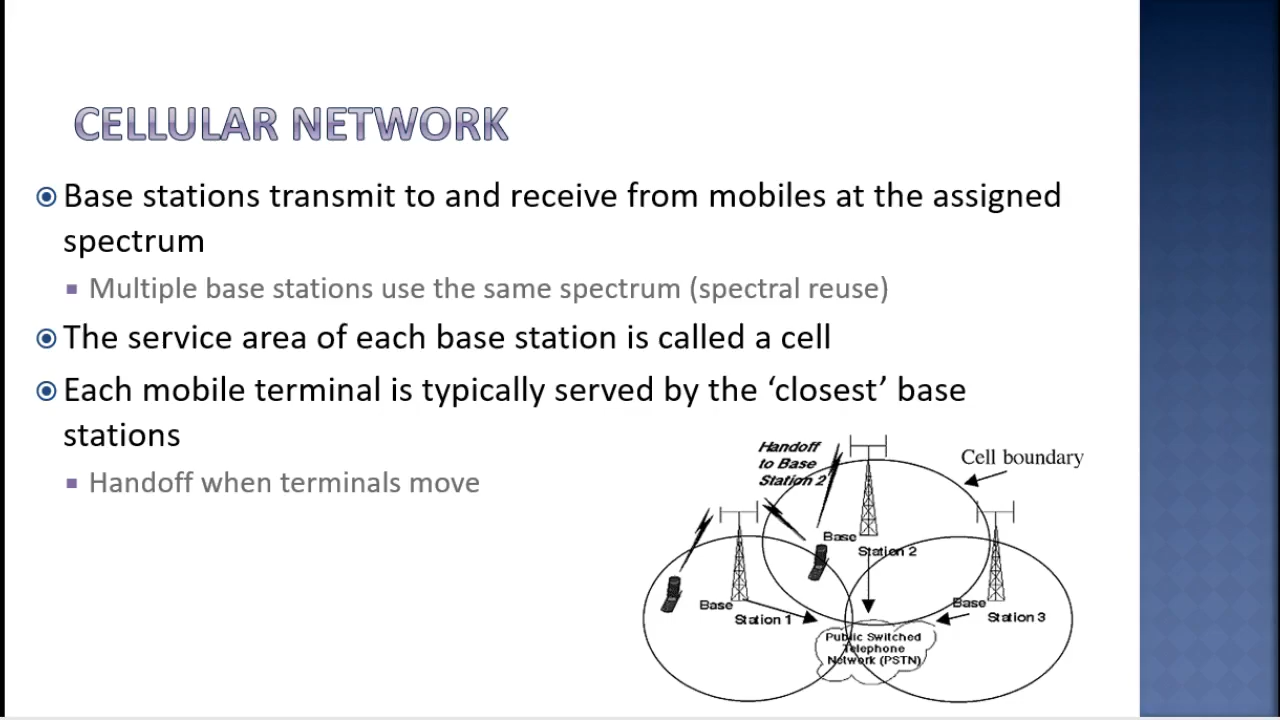 CELLULAR NETWORK
Base stations transmit to and receive from mobiles at the assigned
spectrum
Multiple base stations use the same spectrum (spectral reuse)
The service area of each base station is called a cell
Each mobile terminal is typically served by the ‘closest’ base
stations
Handoff when terminals move
Handoff
to Base
Station 2
Cell boundary
Base
Station 2
Base
Station 1
Base
Station 3
Public Switched
Telephone
Network (PSTN)